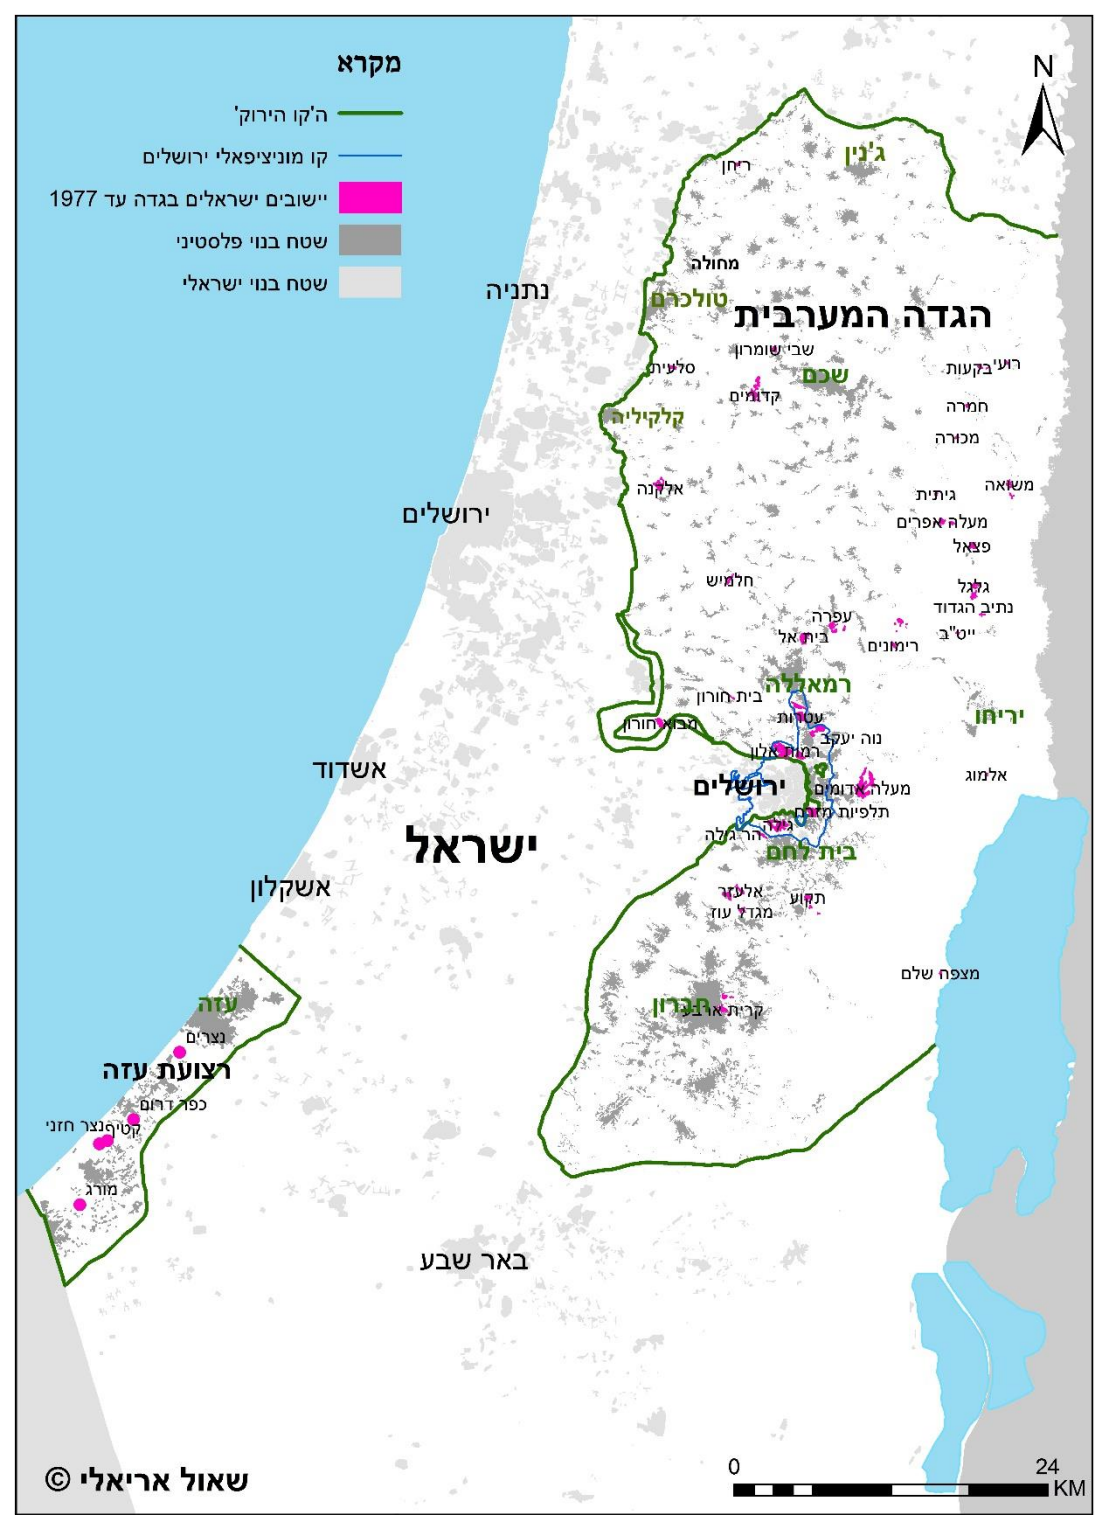 מקרא
ה'קו הירוק'
קו מוניציפאלי ירושלים
יישובים ישראלים בגדה עד 1977
שטח בנוי פלסטיני
שטח בנוי ישראלי
N
ג'נין
ריחן
מחולה
נתניה
טולכרם
הגדה המערבית
שבי שומרון
סלעית
רועי
בקעות
שכם
קדומים
חמרה
קלקיליה
מכורה
אלקנה
משואה
גיתית
ירושלים
מעלה אפרים
פצאל
חלמיש
גלגל
נתיב הגדוד
עפרה
בית אל
ייט"ב
רימונים
רמאללה
בית חורון
יריחו
עטרות
מבוא חורון
נוה יעקב
רמות אלון
אשדוד
אלמוג
ירושלים
מעלה אדומים
תלפיות מזרח
גילה
הר גילה
ישראל
בית לחם
אשקלון
אלעזר
תקוע
מגדל עוז
מצפה שלם
עזה
חברון
קרית ארבע
נצרים
רצועת עזה
כפר דרום
קטיף
נצר חזני
מורג
באר שבע
0 24
KM
© שאול אריאלי